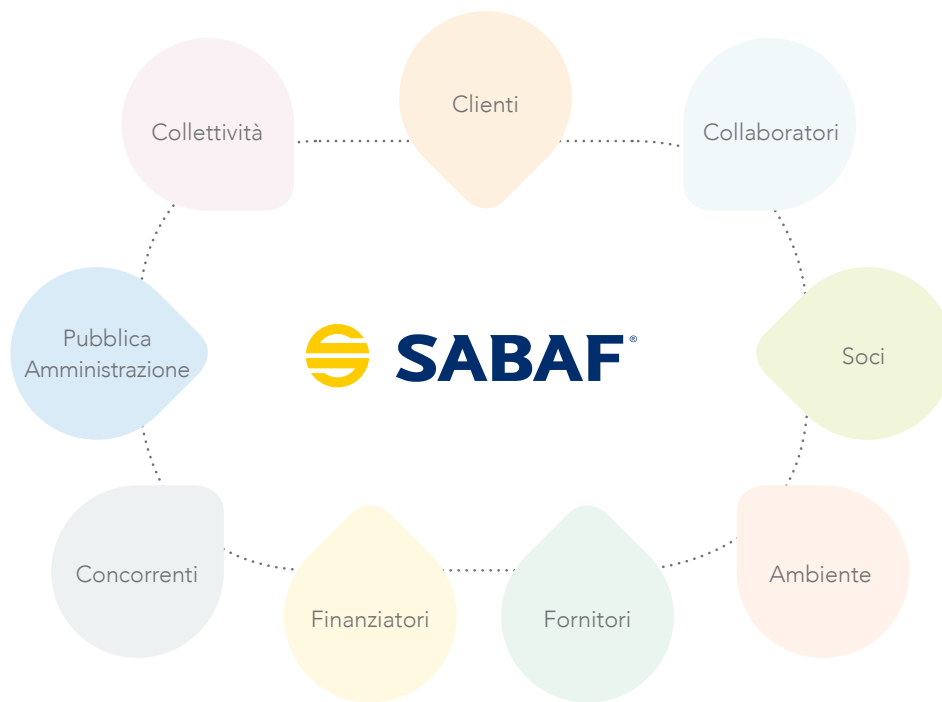 Clienti
Collettività
Collaboratori
Pubblica
Amministrazione
SABAF®
Soci
Concorrenti
Ambiente
Finanziatori
Fornitori